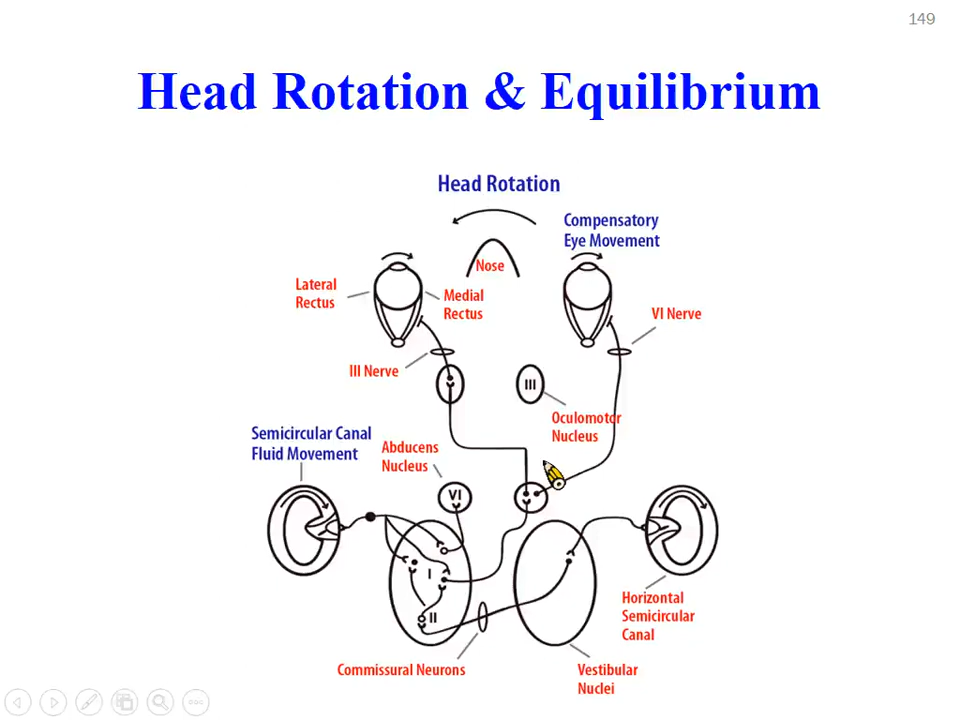 149
Head Rotation & Equilibrium
Head Rotation
Compensatory
Eye Movement
Nose
Lateral
Rectus
Medial
Rectus
VI Nerve
III Nerve
III
Oculomotor
Nucleus
Semicircular Canal
Fluid Movement
Abducens
Nucleus
VI
I
II
Horizontal
Semicircular
Canal
Commissural Neurons
Vestibular
Nuclei